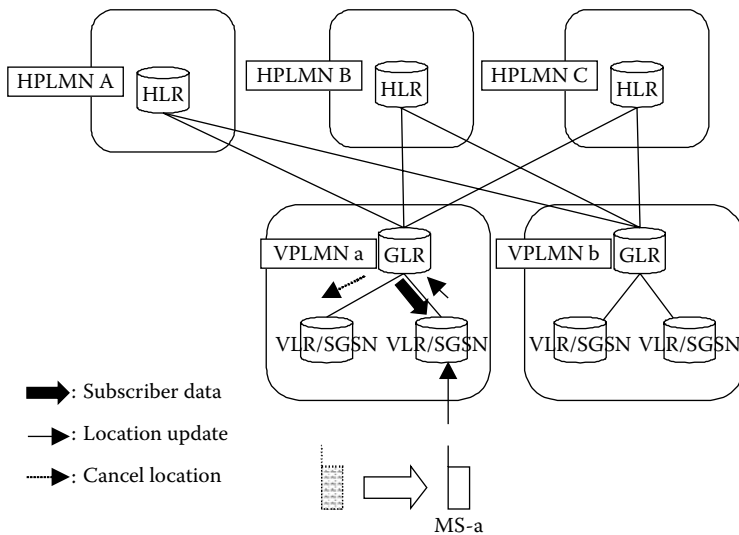 HPLMN A
HLR
HPLMN B
HLR
HPLMN C
HLR
VPLMN a
GLR
VPLMN b
GLR
VLR/SGSN
VLR/SGSN
VLR/SGSN
VLR/SGSN
: Subscriber data
: Location update
: Cancel location
MS-a